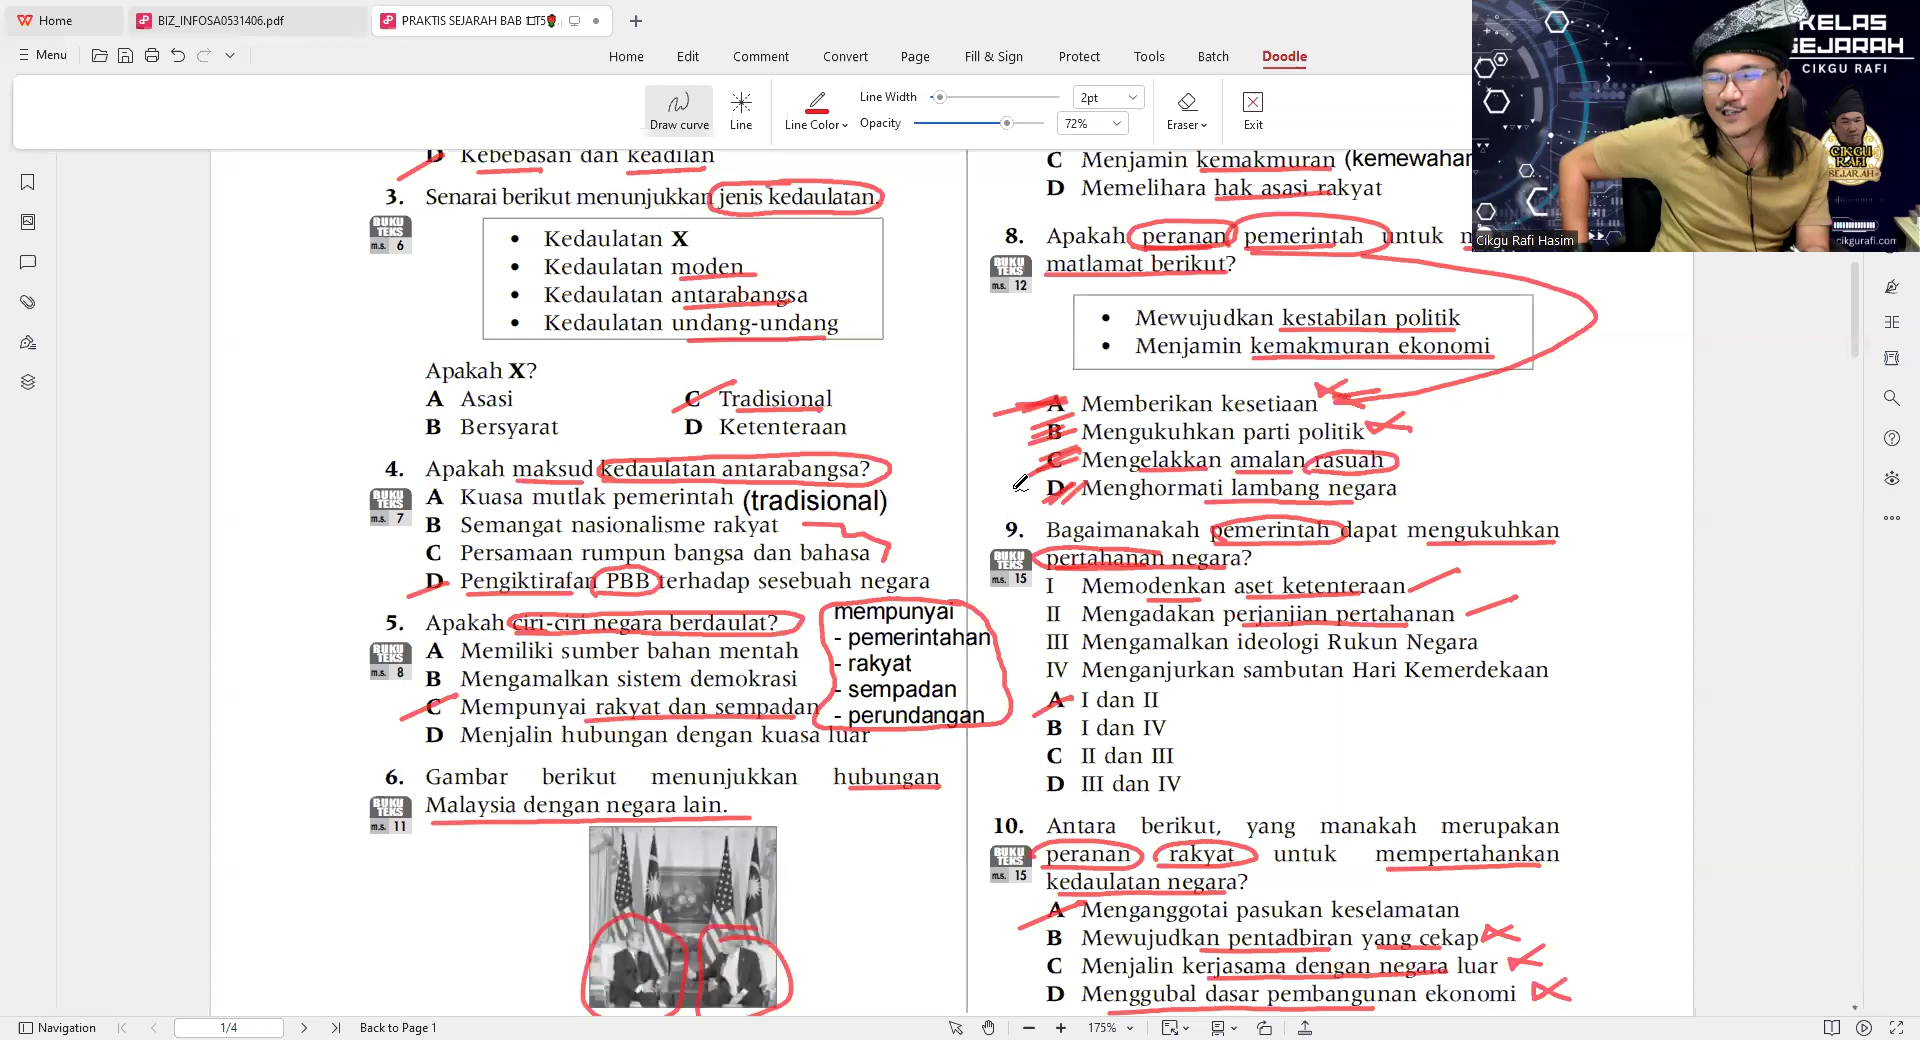 Home
BIZ_INFOSA0531406.pdf
PRAKTIS SEJARAH BAB 1 T5
Menu
Home Edit Comment Convert Page Fill & Sign Protect Tools Batch Doodle
Draw curve
Line
Line Color
Line Width
2pt
Opacity
72%
Eraser
Exit
KELAS
SEJARAH
CIKGU RAFI
CIKGU
RAFI
SEJARAH
cikgurafi.com
Cikgu Rafi Hasim
D Kebebasan dan keadilan
3. Senarai berikut menunjukkan jenis kedaulatan.
BUKU
TEKS
m.s. 6
• Kedaulatan X
• Kedaulatan moden
• Kedaulatan antarabangsa
• Kedaulatan undang-undang
Apakah X?
A Asasi
C Tradisional
B Bersyarat
D Ketenteraan
4. Apakah maksud kedaulatan antarabangsa?
BUKU
TEKS
m.s. 7
A Kuasa mutlak pemerintah (tradisional)
B Semangat nasionalisme rakyat
C Persamaan rumpun bangsa dan bahasa
D Pengiktirafan PBB terhadap sesebuah negara
5. Apakah ciri-ciri negara berdaulat?
BUKU
TEKS
m.s. 8
A Memiliki sumber bahan mentah
B Mengamalkan sistem demokrasi
C Mempunyai rakyat dan sempadan
D Menjalin hubungan dengan kuasa luar
mempunyai
- pemerintahan
- rakyat
- sempadan
- perundangan
6. Gambar berikut menunjukkan hubungan
Malaysia dengan negara lain.
BUKU
TEKS
m.s. 11
C Menjamin kemakmuran (kemewahan
D Memelihara hak asasi rakyat
8. Apakah peranan pemerintah untuk
matlamat berikut?
BUKU
TEKS
m.s. 12
• Mewujudkan kestabilan politik
• Menjamin kemakmuran ekonomi
A Memberikan kesetiaan
B Mengukuhkan parti politik
C Mengelakkan amalan rasuah
D Menghormati lambang negara
9. Bagaimanakah pemerintah dapat mengukuhkan
pertahanan negara?
BUKU
TEKS
m.s. 15
I Memodenkan aset ketenteraan
II Mengadakan perjanjian pertahanan
III Mengamalkan ideologi Rukun Negara
IV Menganjurkan sambutan Hari Kemerdekaan
A I dan II
B I dan IV
C II dan III
D III dan IV
10. Antara berikut, yang manakah merupakan
peranan rakyat untuk mempertahankan
kedaulatan negara?
BUKU
TEKS
m.s. 15
A Menganggotai pasukan keselamatan
B Mewujudkan pentadbiran yang cekap
C Menjalin kerjasama dengan negara luar
D Menggubal dasar pembangunan ekonomi
Navigation
1/4
Back to Page 1
175%